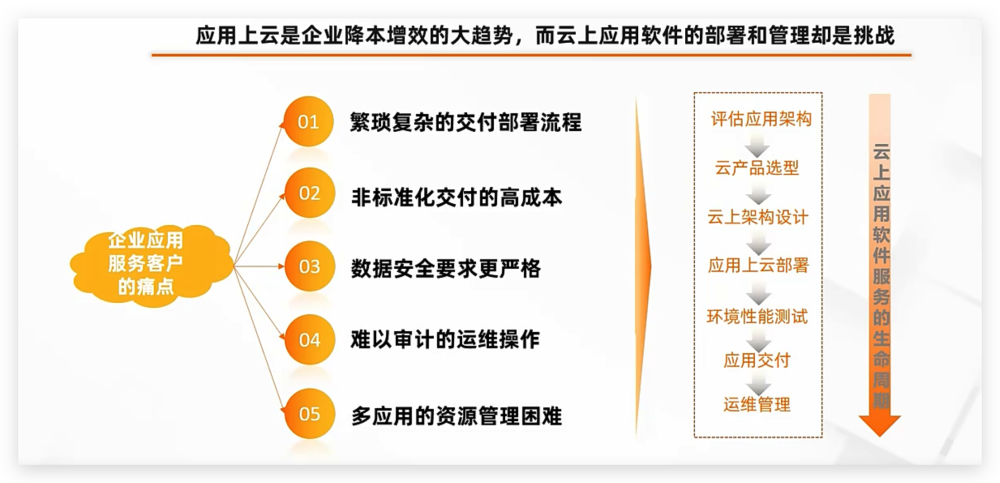 应用上云是企业降本增效的大趋势，而云上应用软件的部署和管理却是挑战
企业应用
服务客户
的痛点
01
繁琐复杂的交付部署流程
02
非标准化交付的高成本
03
数据安全要求更严格
04
难以审计的运维操作
05
多应用的资源管理困难
评估应用架构
云产品选型
云上架构设计
应用上云部署
环境性能测试
应用交付
运维管理
云上应用软件服务的生命周期